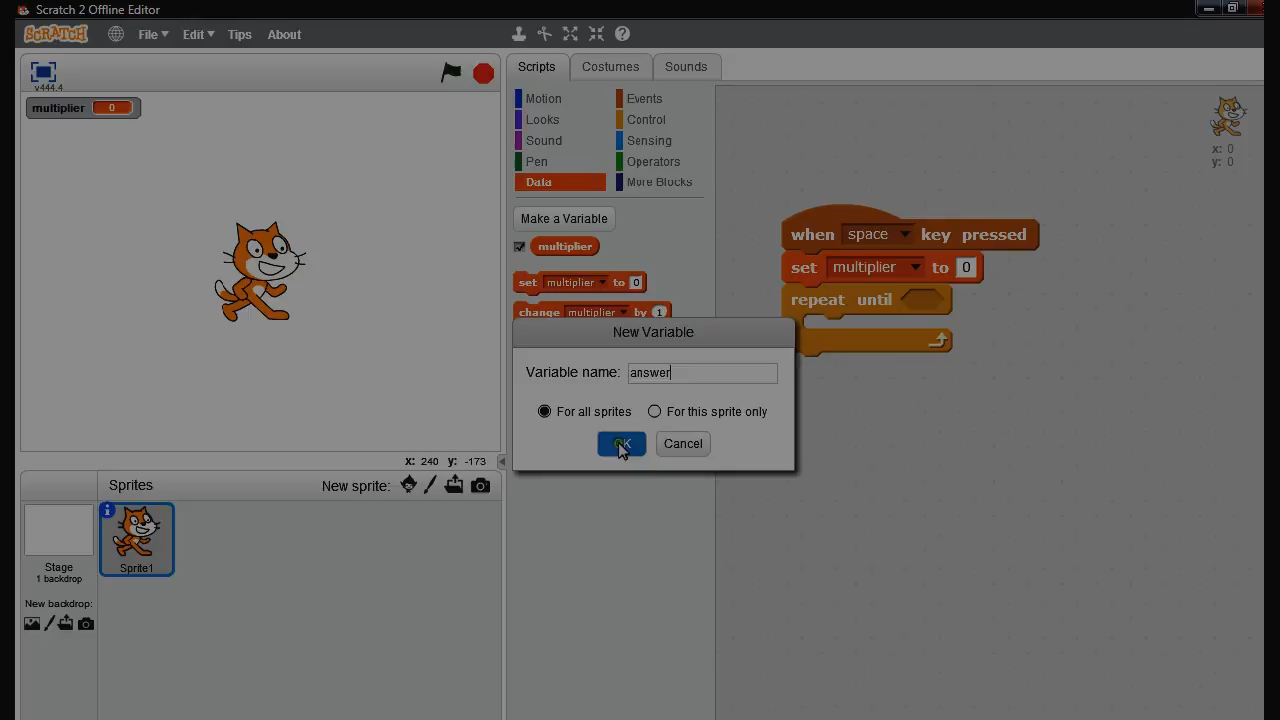 Scratch 2 Offline Editor
SCRATCH File Edit Tips About
v444.4
multiplier 0
Scripts Costumes Sounds
Motion Events
Looks Control
Sound Sensing
Pen Operators
Data More Blocks
Make a Variable
multiplier
set multiplier to 0
change multiplier by 1
x: 0
y: 0
when space key pressed
set multiplier to 0
repeat until
New Variable
Variable name: answer
For all sprites For this sprite only
OK Cancel
x: 240 y: -173
Sprites New sprite:
Stage
1 backdrop
New backdrop:
i
Sprite1